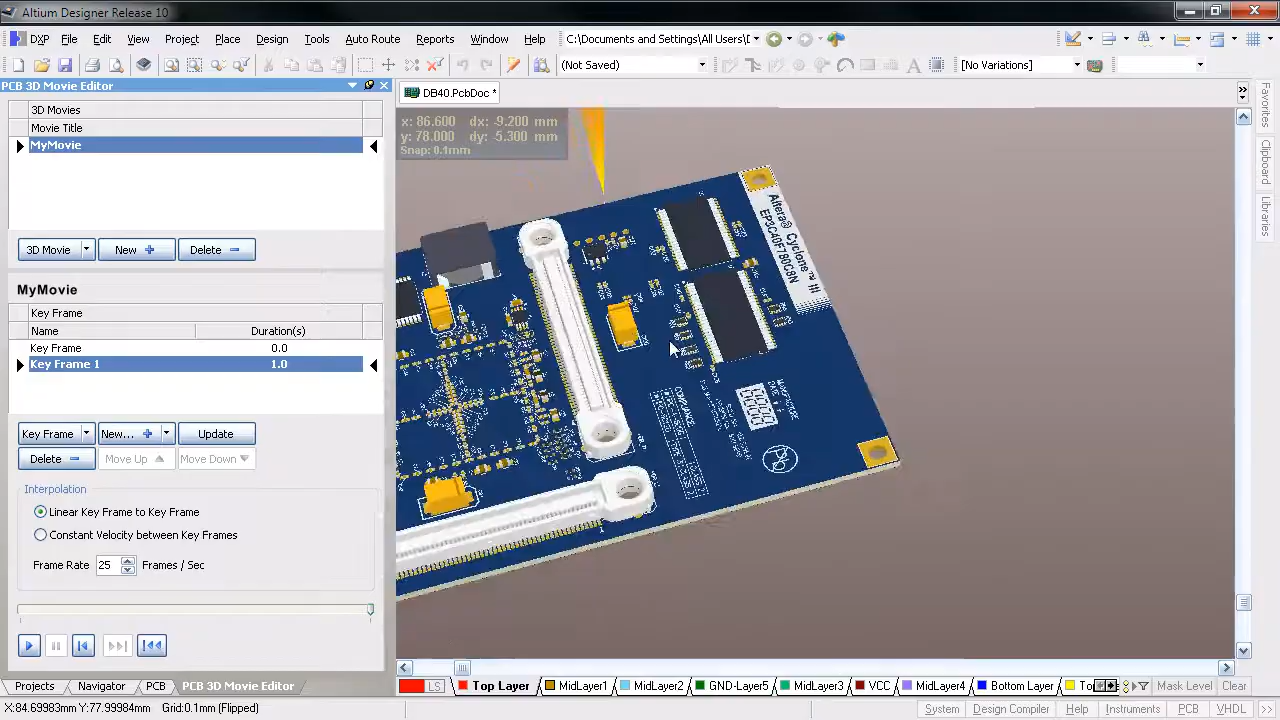 Altium Designer Release 10
DXP File Edit View Project Place Design Tools Auto Route Reports Window Help C:\Documents and Settings\All Users\D
(Not Saved) [No Variations]
PCB 3D Movie Editor
DB40.PcbDoc *
3D Movies
Movie Title
MyMovie
x: 86.600 dx: -9.200 mm
y: 78.000 dy: -5.300 mm
Snap: 0.1mm
3D Movie New Delete
MyMovie
Key Frame
Name Duration(s)
Key Frame 0.0
Key Frame 1 1.0
Key Frame New... Update
Delete Move Up Move Down
Interpolation
Linear Key Frame to Key Frame
Constant Velocity between Key Frames
Frame Rate 25 Frames / Sec
Altera® Cyclone™ III
EP3C40F780C8N
Pb
Favorites
Clipboard
Libraries
Projects Navigator PCB PCB 3D Movie Editor
LS Top Layer MidLayer1 MidLayer2 GND-Layer5 MidLayer3 VCC MidLayer4 Bottom Layer To Mask Level Clear
X:84.69983mm Y:77.99984mm Grid:0.1mm (Flipped) System Design Compiler Help Instruments PCB VHDL >>